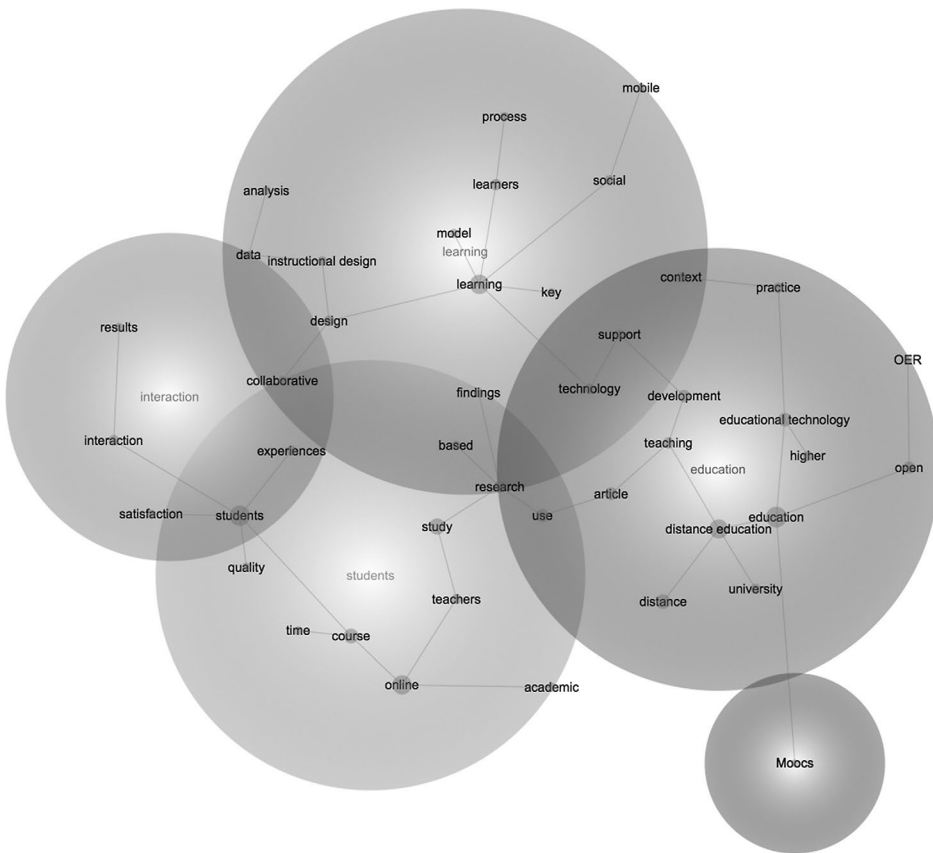 mobile
process
social
learners
analysis
model
learning
data
instructional design
context
learning
practice
key
design
results
support
OER
collaborative
technology
findings
interaction
development
educational technology
interaction
teaching
based
experiences
higher
education
open
research
article
satisfaction
students
use
education
study
distance education
quality
students
university
teachers
distance
time
course
online
academic
Moocs